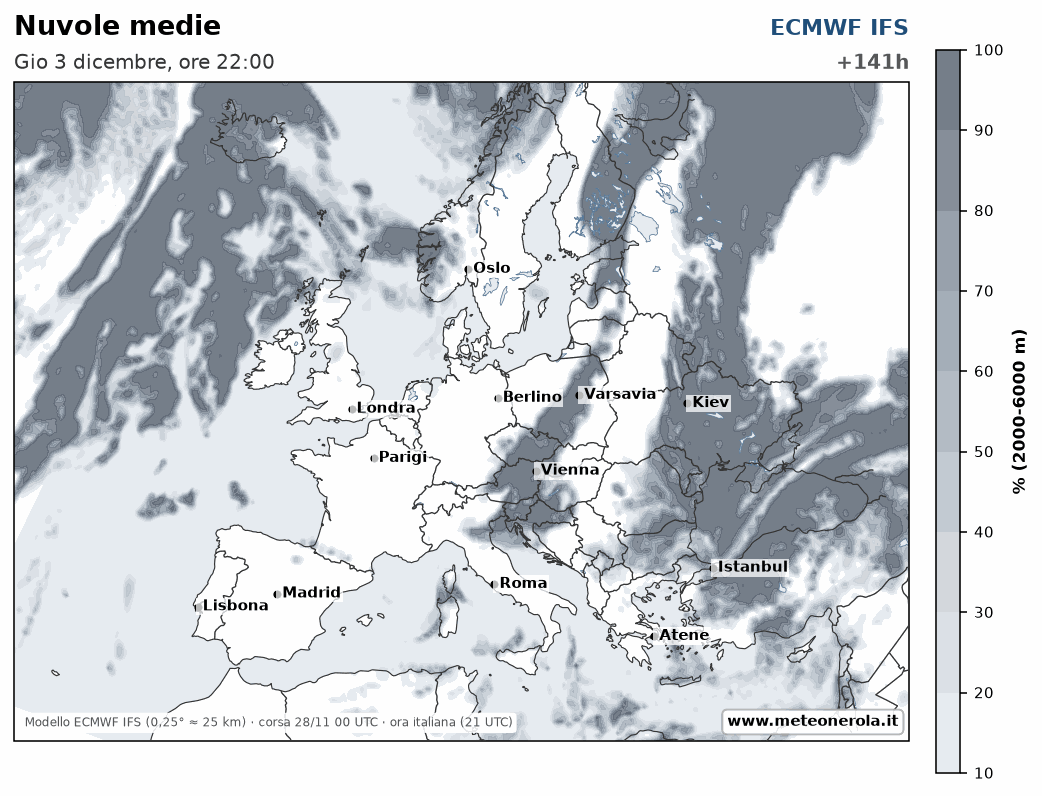 Nuvole medie
ECMWF IFS
Gio 3 dicembre, ore 22:00
+141h
100
90
80
70
60
50
40
30
20
10
% (2000-6000 m)
Oslo
Londra
Berlino
Varsavia
Kiev
Parigi
Vienna
Istanbul
Roma
Madrid
Lisbona
Atene
Modello ECMWF IFS (0,25° ≈ 25 km) · corsa 28/11 00 UTC · ora italiana (21 UTC)
www.meteonerola.it